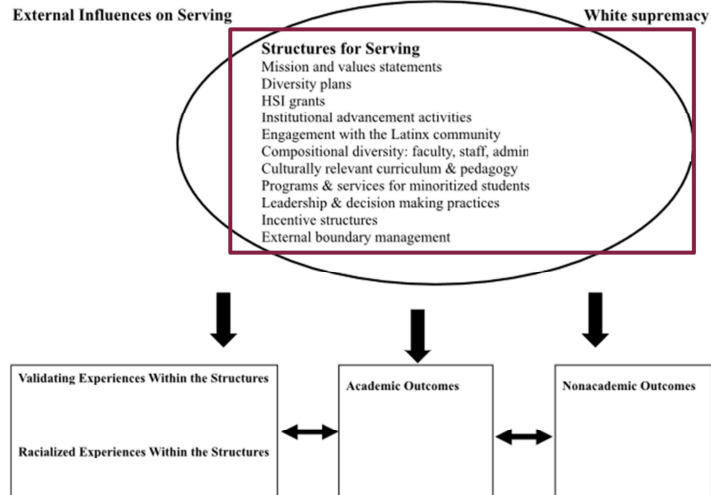 External Influences on Serving
White supremacy
Structures for Serving
Mission and values statements
Diversity plans
HSI grants
Institutional advancement activities
Engagement with the Latinx community
Compositional diversity: faculty, staff, admin
Culturally relevant curriculum & pedagogy
Programs & services for minoritized students
Leadership & decision making practices
Incentive structures
External boundary management
Validating Experiences Within the Structures
Racialized Experiences Within the Structures
Academic Outcomes
Nonacademic Outcomes